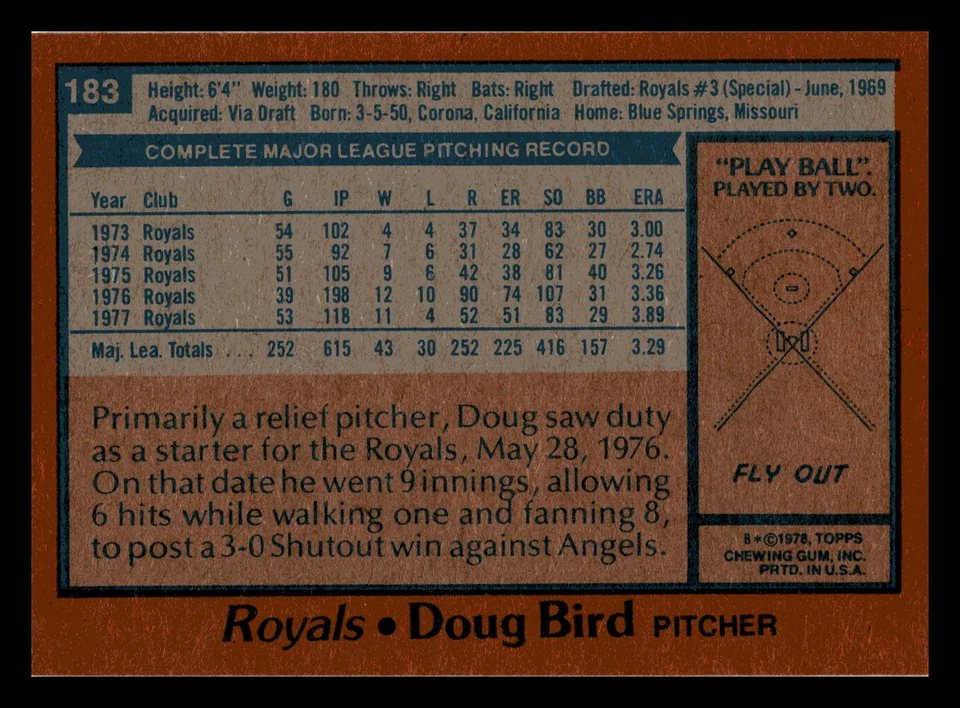 183
Height: 6'4" Weight: 180 Throws: Right Bats: Right Drafted: Royals #3 (Special) - June, 1969
Acquired: Via Draft Born: 3-5-50, Corona, California Home: Blue Springs, Missouri
COMPLETE MAJOR LEAGUE PITCHING RECORD
Year Club G IP W L R ER SO BB ERA
1973 Royals 54 102 4 4 37 34 83 30 3.00
1974 Royals 55 92 7 6 31 28 62 27 2.74
1975 Royals 51 105 9 6 42 38 81 40 3.26
1976 Royals 39 198 12 10 90 74 107 31 3.36
1977 Royals 53 118 11 4 52 51 83 29 3.89
Maj. Lea. Totals . . . 252 615 43 30 252 225 416 157 3.29
Primarily a relief pitcher, Doug saw duty
as a starter for the Royals, May 28, 1976.
On that date he went 9 innings, allowing
6 hits while walking one and fanning 8,
to post a 3-0 Shutout win against Angels.
"PLAY BALL".
PLAYED BY TWO.
FLY OUT
B*©1978, TOPPS
CHEWING GUM, INC.
PRTD. IN U.S.A.
Royals • Doug Bird PITCHER